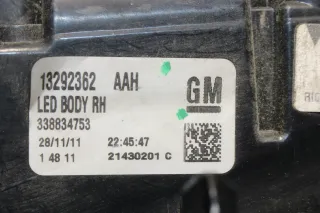 13292362 AAH
GM
LED BODY RH
338834753
28/11/11 22:45:47
1 48 11 21430201 C